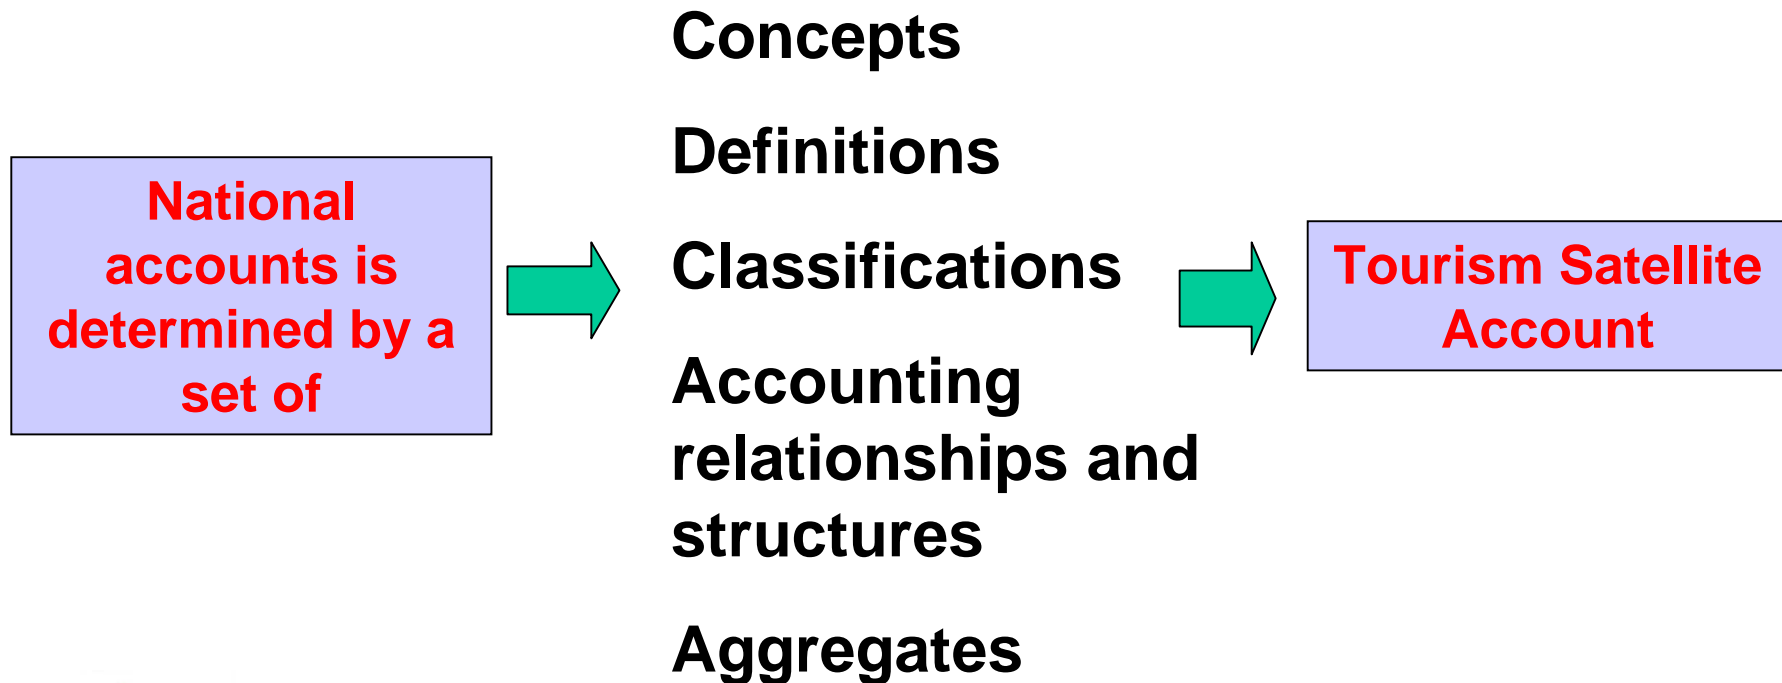 National
accounts is
determined by a
set of
Concepts
Definitions
Classifications
Accounting
relationships and
structures
Aggregates
Tourism Satellite
Account